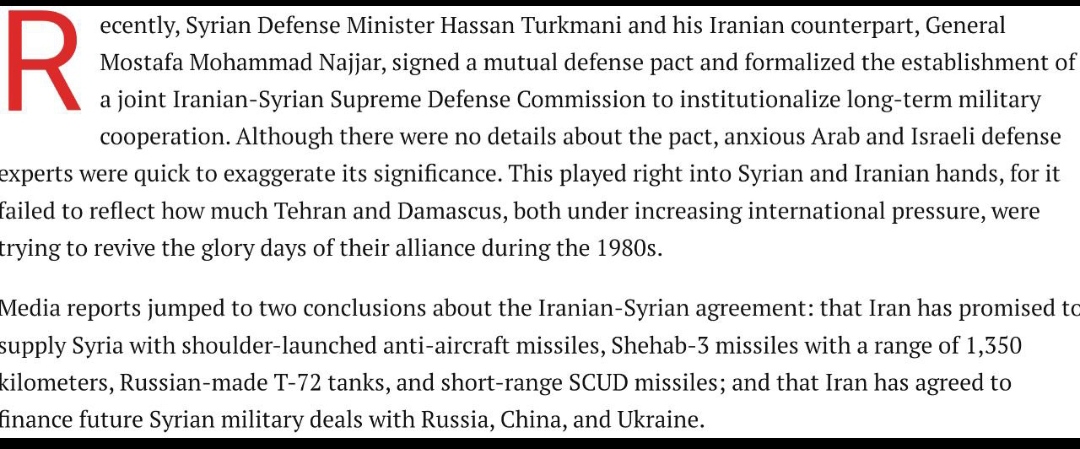 Recently, Syrian Defense Minister Hassan Turkmani and his Iranian counterpart, General
Mostafa Mohammad Najjar, signed a mutual defense pact and formalized the establishment of
a joint Iranian-Syrian Supreme Defense Commission to institutionalize long-term military
cooperation. Although there were no details about the pact, anxious Arab and Israeli defense
experts were quick to exaggerate its significance. This played right into Syrian and Iranian hands, for it
failed to reflect how much Tehran and Damascus, both under increasing international pressure, were
trying to revive the glory days of their alliance during the 1980s.
Media reports jumped to two conclusions about the Iranian-Syrian agreement: that Iran has promised to
supply Syria with shoulder-launched anti-aircraft missiles, Shehab-3 missiles with a range of 1,350
kilometers, Russian-made T-72 tanks, and short-range SCUD missiles; and that Iran has agreed to
finance future Syrian military deals with Russia, China, and Ukraine.